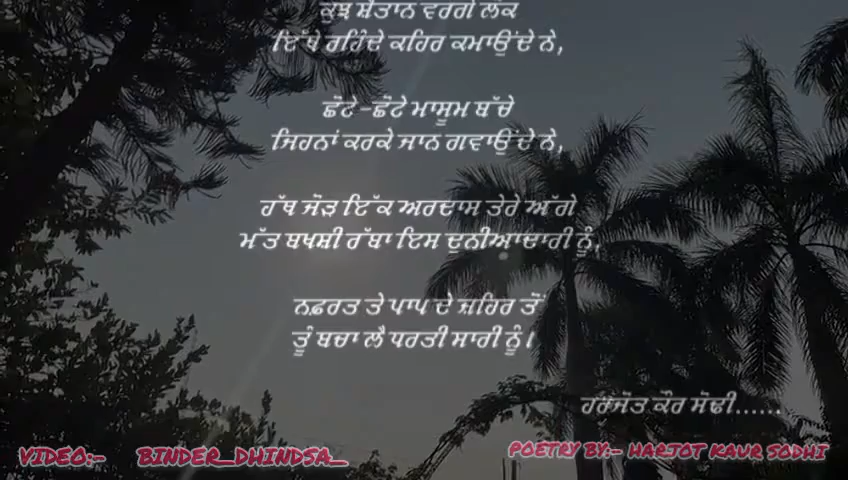 ਕੁਝ ਸ਼ੈਤਾਨ ਵਰਗੇ ਲੋਕ
ਇੱਥੇ ਰਹਿੰਦੇ ਕਹਿਰ ਕਮਾਉਂਦੇ ਨੇ,
ਛੋਟੇ-ਛੋਟੇ ਮਾਸੂਮ ਬੱਚੇ
ਜਿਹਨਾਂ ਕਰਕੇ ਜਾਨ ਗਵਾਉਂਦੇ ਨੇ,
ਹੱਥ ਜੋੜ ਇੱਕ ਅਰਦਾਸ ਤੇਰੇ ਅੱਗੇ
ਮੱਤ ਬਖਸ਼ੀ ਰੱਬਾ ਇਸ ਦੁਨੀਆਦਾਰੀ ਨੂੰ,
ਨਫ਼ਰਤ ਤੇ ਪਾਪ ਦੇ ਜ਼ਹਿਰ ਤੋਂ
ਤੂੰ ਬਚਾ ਲੈ ਧਰਤੀ ਸਾਰੀ ਨੂੰ।
ਹਰਜੋਤ ਕੌਰ ਸੋਢੀ......
VIDEO:- BINDER_DHINDSA_
POETRY BY:- HARJOT KAUR SODHI